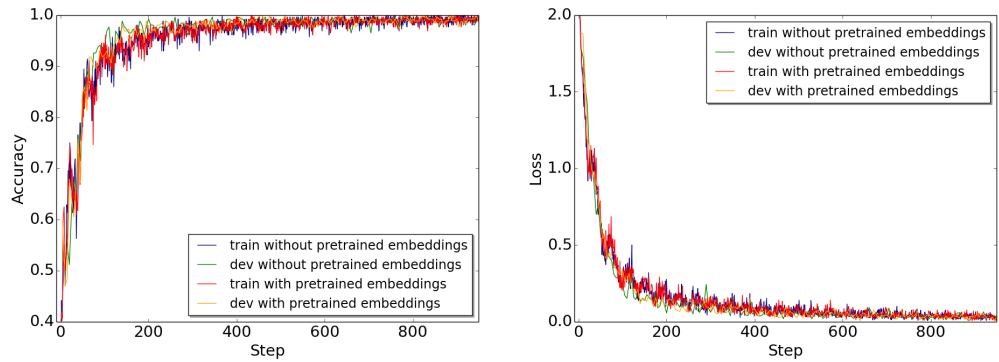 1.0
0.9
0.8
0.7
0.6
0.5
0.4
Accuracy
0
200
400
600
800
Step
train without pretrained embeddings
dev without pretrained embeddings
train with pretrained embeddings
dev with pretrained embeddings
2.0
1.5
1.0
0.5
0.0
Loss
0
200
400
600
800
Step
train without pretrained embeddings
dev without pretrained embeddings
train with pretrained embeddings
dev with pretrained embeddings